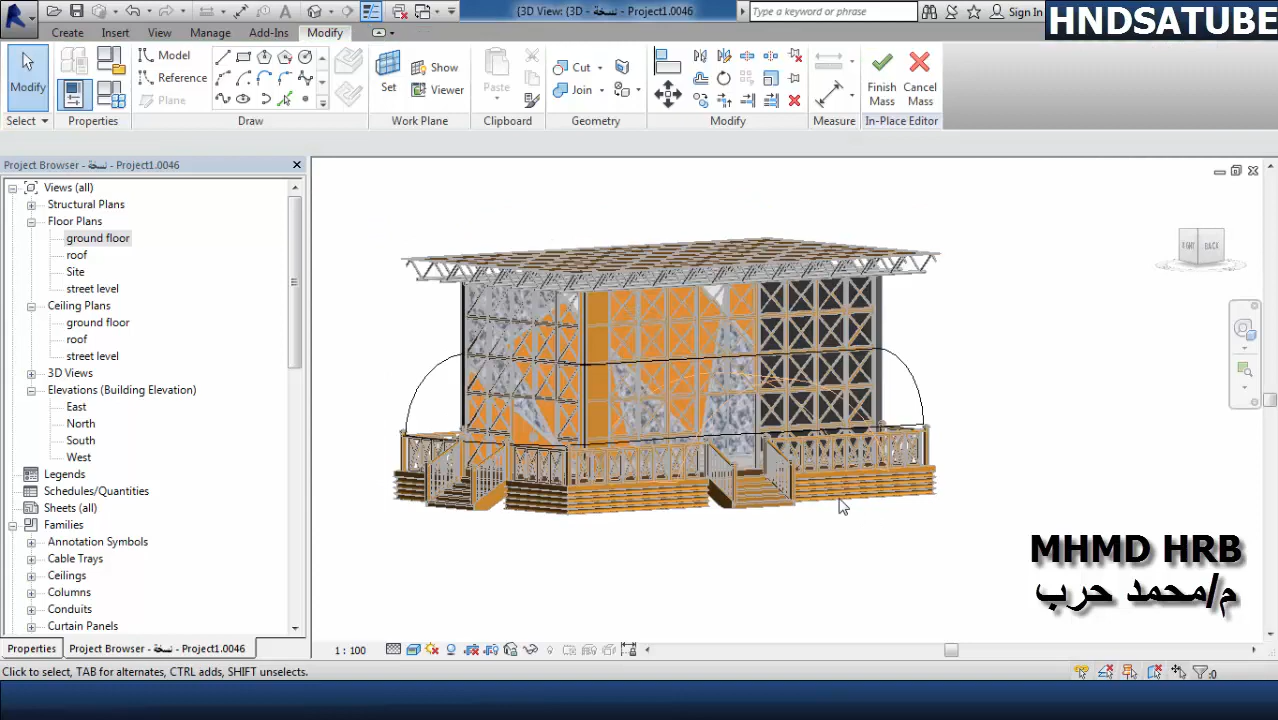 (3D View: {3D - نسخة - Project1.0046
Type a keyword or phrase
Sign In
HNDSATUBE
Create Insert View Manage Add-Ins Modify
Modify
Model
Reference
Plane
Set
Show
Viewer
Paste
Cut
Join
Finish Mass
Cancel Mass
Select Properties Draw Work Plane Clipboard Geometry Modify Measure In-Place Editor
Project Browser - نسخة - Project1.0046
Views (all)
Structural Plans
Floor Plans
ground floor
roof
Site
street level
Ceiling Plans
ground floor
roof
street level
3D Views
Elevations (Building Elevation)
East
North
South
West
Legends
Schedules/Quantities
Sheets (all)
Families
Annotation Symbols
Cable Trays
Ceilings
Columns
Conduits
Curtain Panels
RIGHT BACK
MHMD HRB
م/محمد حرب
Properties Project Browser - نسخة - Project1.0046
1 : 100
Click to select, TAB for alternates, CTRL adds, SHIFT unselects.
:0